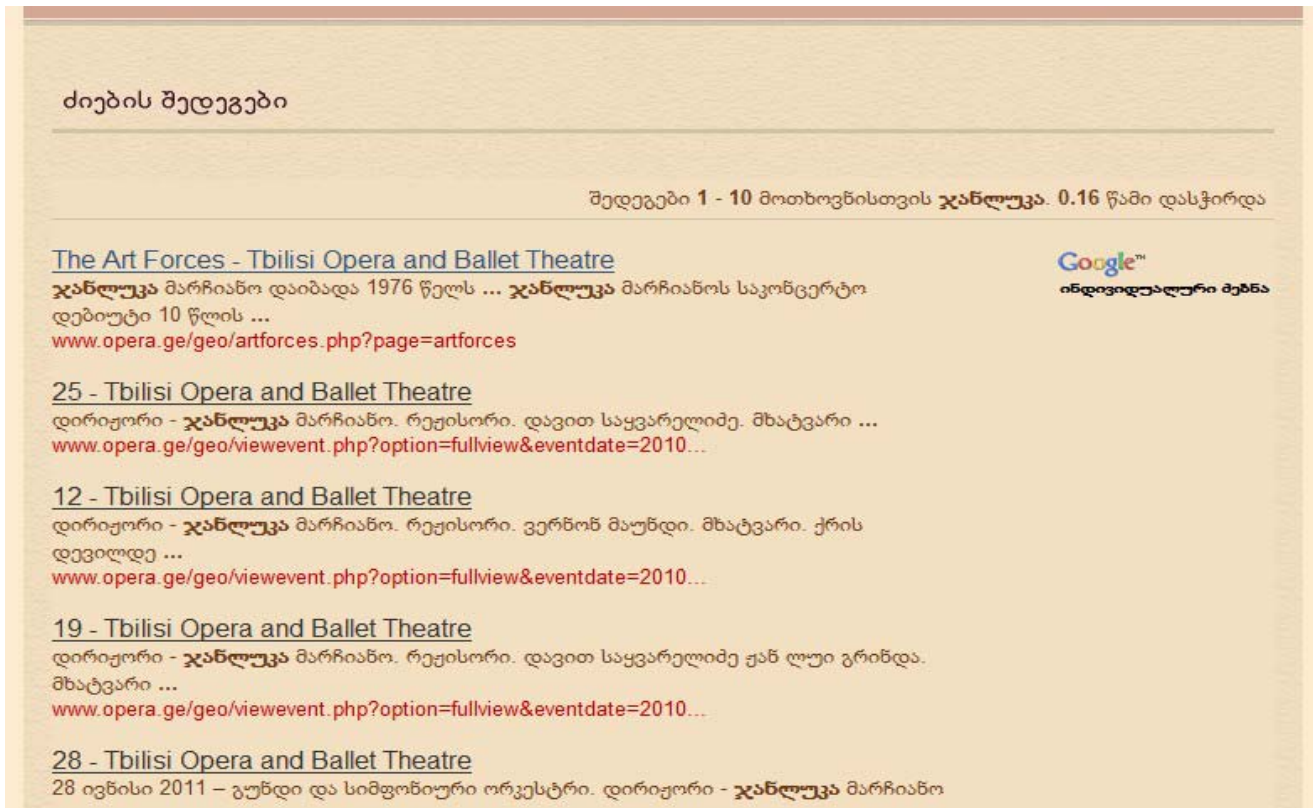 ძიების შედეგები
შედეგები 1 - 10 მოთხოვნისთვის ჯანლუკა. 0.16 წამი დასჭირდა
The Art Forces - Tbilisi Opera and Ballet Theatre
ჯანლუკა მარჩიანო დაიბადა 1976 წელს ... ჯანლუკა მარჩიანოს საკონცერტო
დებიუტი 10 წლის ...
www.opera.ge/geo/artforces.php?page=artforces
Google™
ინდივიდუალური ძებნა
25 - Tbilisi Opera and Ballet Theatre
დირიჟორი - ჯანლუკა მარჩიანო. რეჟისორი. დავით საყვარელიძე. მხატვარი ...
www.opera.ge/geo/viewevent.php?option=fullview&eventdate=2010...
12 - Tbilisi Opera and Ballet Theatre
დირიჟორი - ჯანლუკა მარჩიანო. რეჟისორი. ვერნონ მაუნდი. მხატვარი. ქრის
დევილდე ...
www.opera.ge/geo/viewevent.php?option=fullview&eventdate=2010...
19 - Tbilisi Opera and Ballet Theatre
დირიჟორი - ჯანლუკა მარჩიანო. რეჟისორი. დავით საყვარელიძე ჟან ლუი გრინდა.
მხატვარი ...
www.opera.ge/geo/viewevent.php?option=fullview&eventdate=2010...
28 - Tbilisi Opera and Ballet Theatre
28 ივნისი 2011 – გუნდი და სიმფონიური ორკესტრი. დირიჟორი - ჯანლუკა მარჩიანო